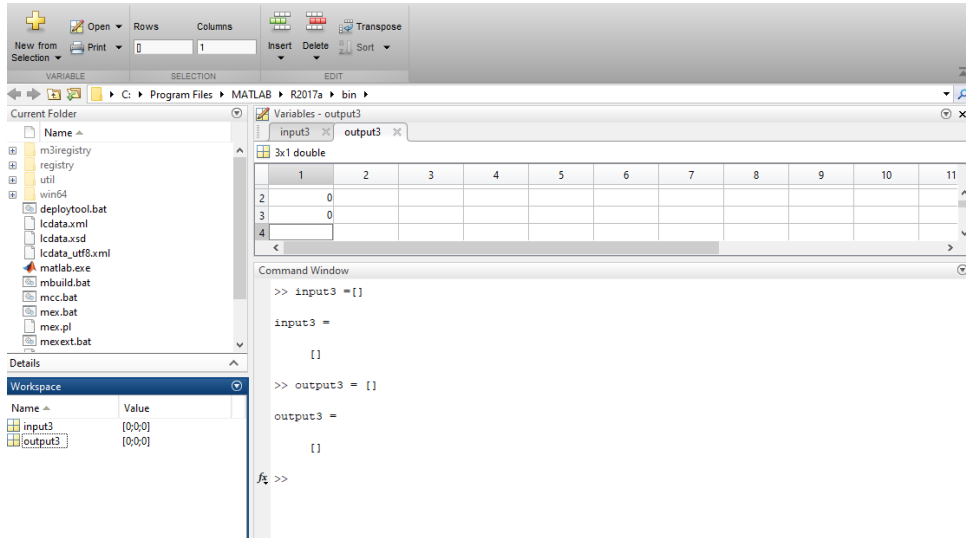 New from
Selection
Open
Print
VARIABLE
Rows Columns
[] 1
SELECTION
Insert Delete
Transpose
Sort
EDIT
C: Program Files MATLAB R2017a bin
Current Folder
Name
m3iregistry
registry
util
win64
deploytool.bat
lcdata.xml
lcdata.xsd
lcdata_utf8.xml
matlab.exe
mbuild.bat
mcc.bat
mex.bat
mex.pl
mexext.bat
Details
Workspace
Name Value
input3 [0;0;0]
output3 [0;0;0]
Variables - output3
input3 output3
3x1 double
1 2 3 4 5 6 7 8 9 10 11
2 0
3 0
4
Command Window
>> input3 =[]
input3 =
[]
>> output3 = []
output3 =
[]
fx >>